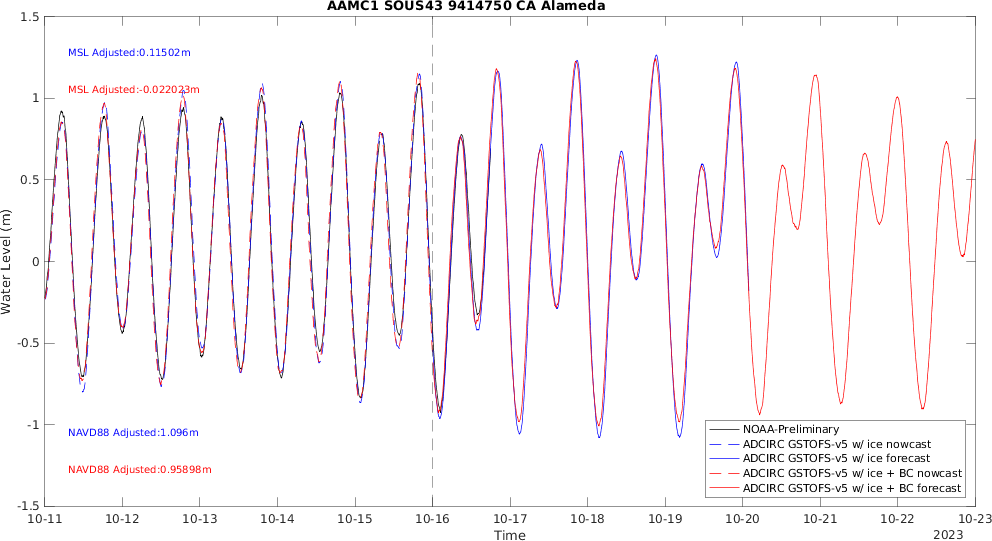 AAMC1 SOUS43 9414750 CA Alameda
1.5
1
0.5
0
-0.5
-1
-1.5
Water Level (m)
MSL Adjusted:0.11502m
MSL Adjusted:-0.022023m
NAVD88 Adjusted:1.096m
NAVD88 Adjusted:0.95898m
NOAA-Preliminary
ADCIRC GSTOFS-v5 w/ ice nowcast
ADCIRC GSTOFS-v5 w/ ice forecast
ADCIRC GSTOFS-v5 w/ ice + BC nowcast
ADCIRC GSTOFS-v5 w/ ice + BC forecast
10-11 10-12 10-13 10-14 10-15 10-16 10-17 10-18 10-19 10-20 10-21 10-22 10-23
Time
2023